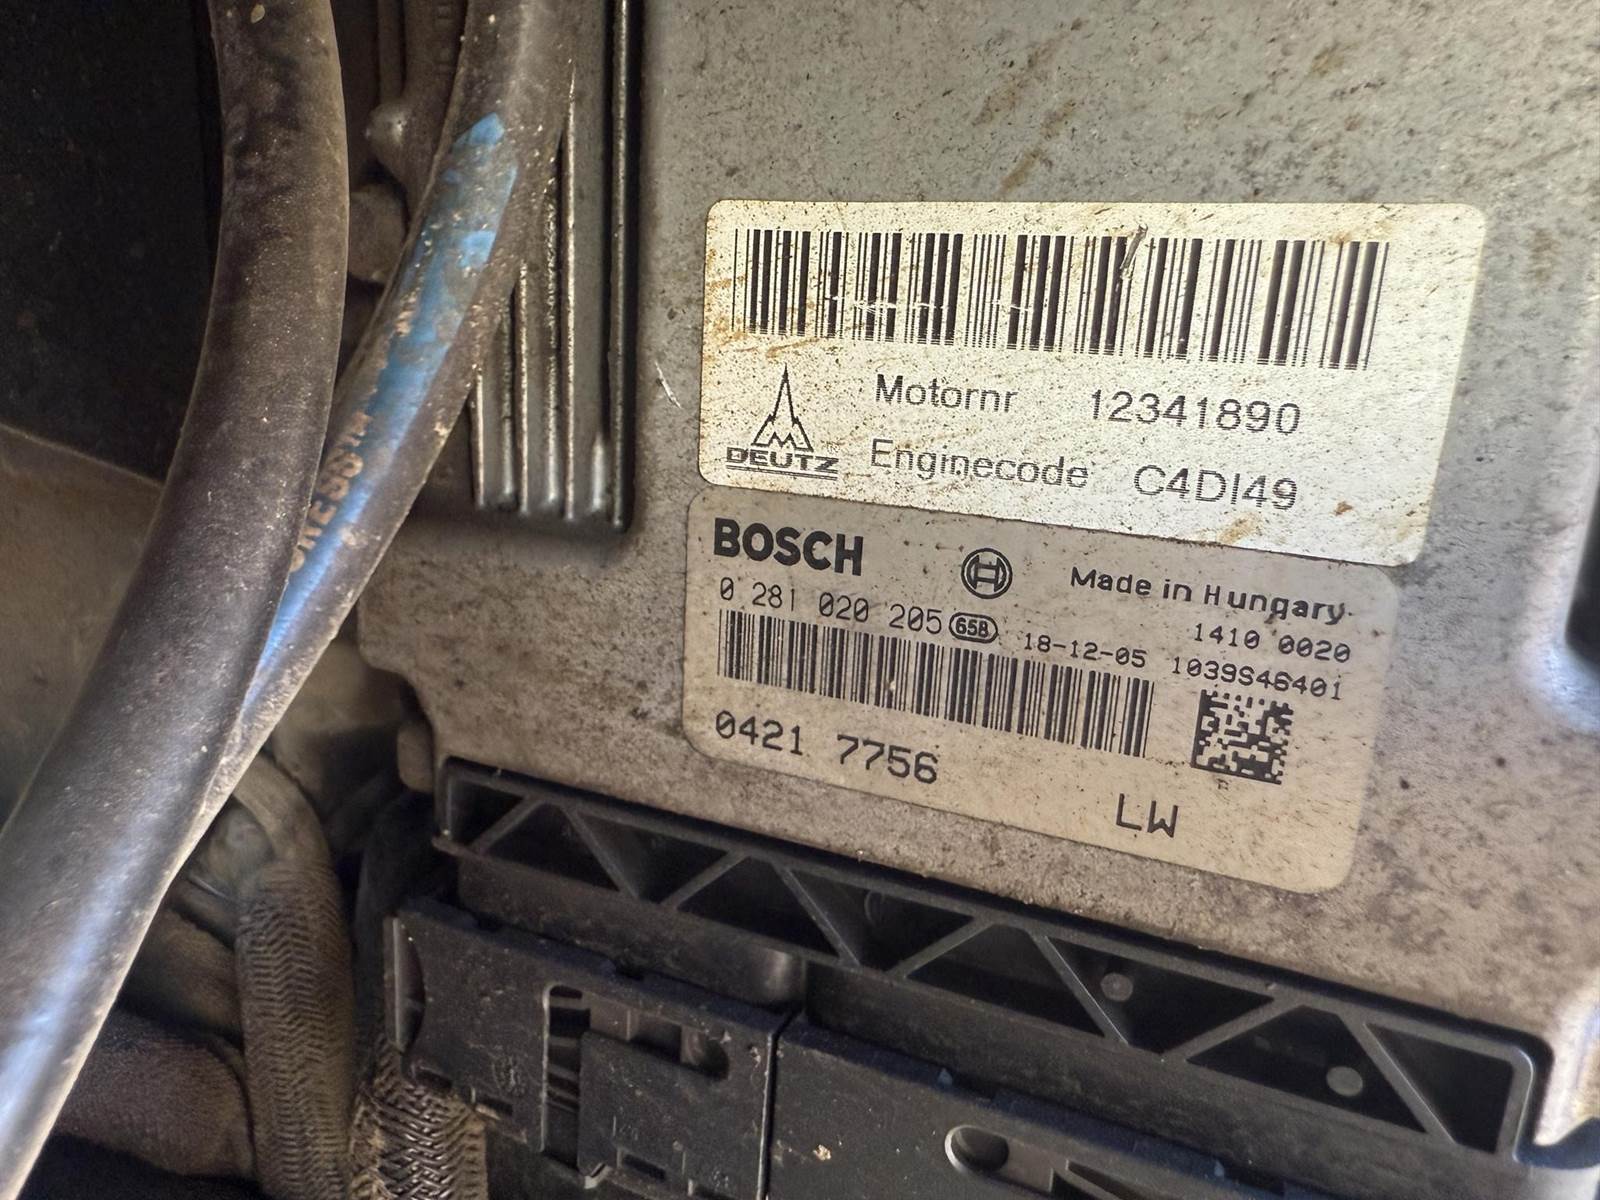 Motornr 12341890
DEUTZ
Enginecode C4DI49
BOSCH
Made in Hungary
0 281 020 205 65B 18-12-05 1410 0020
1039S46401
0421 7756
LW